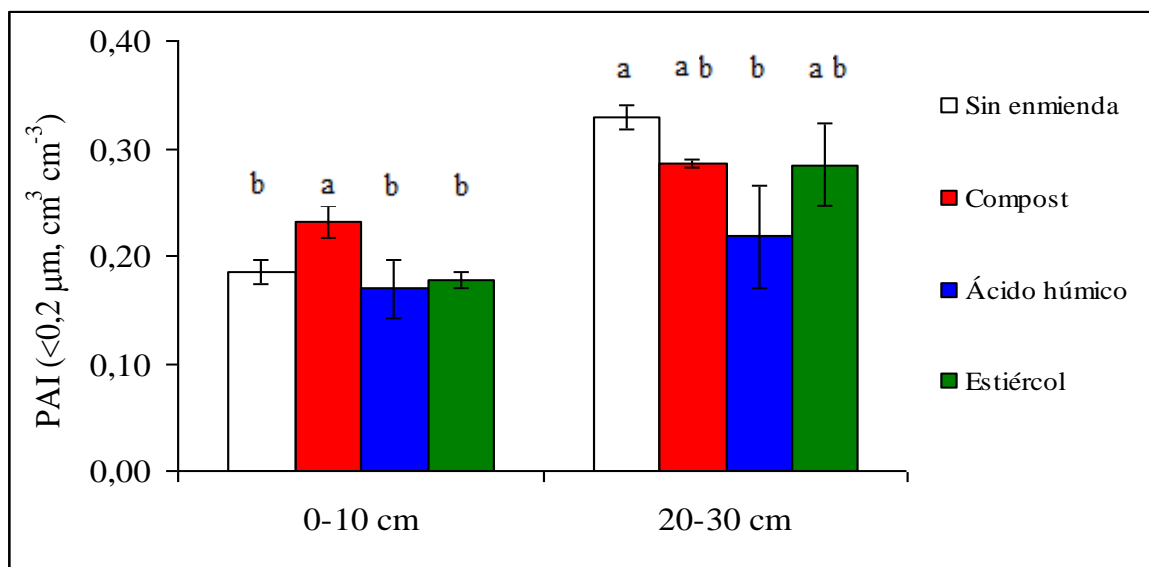 PAI (<0,2 µm, cm³ cm⁻³)
0,40
0,30
0,20
0,10
0,00
b a b b
a a b b a b
0-10 cm 20-30 cm
Sin enmienda
Compost
Ácido húmico
Estiércol